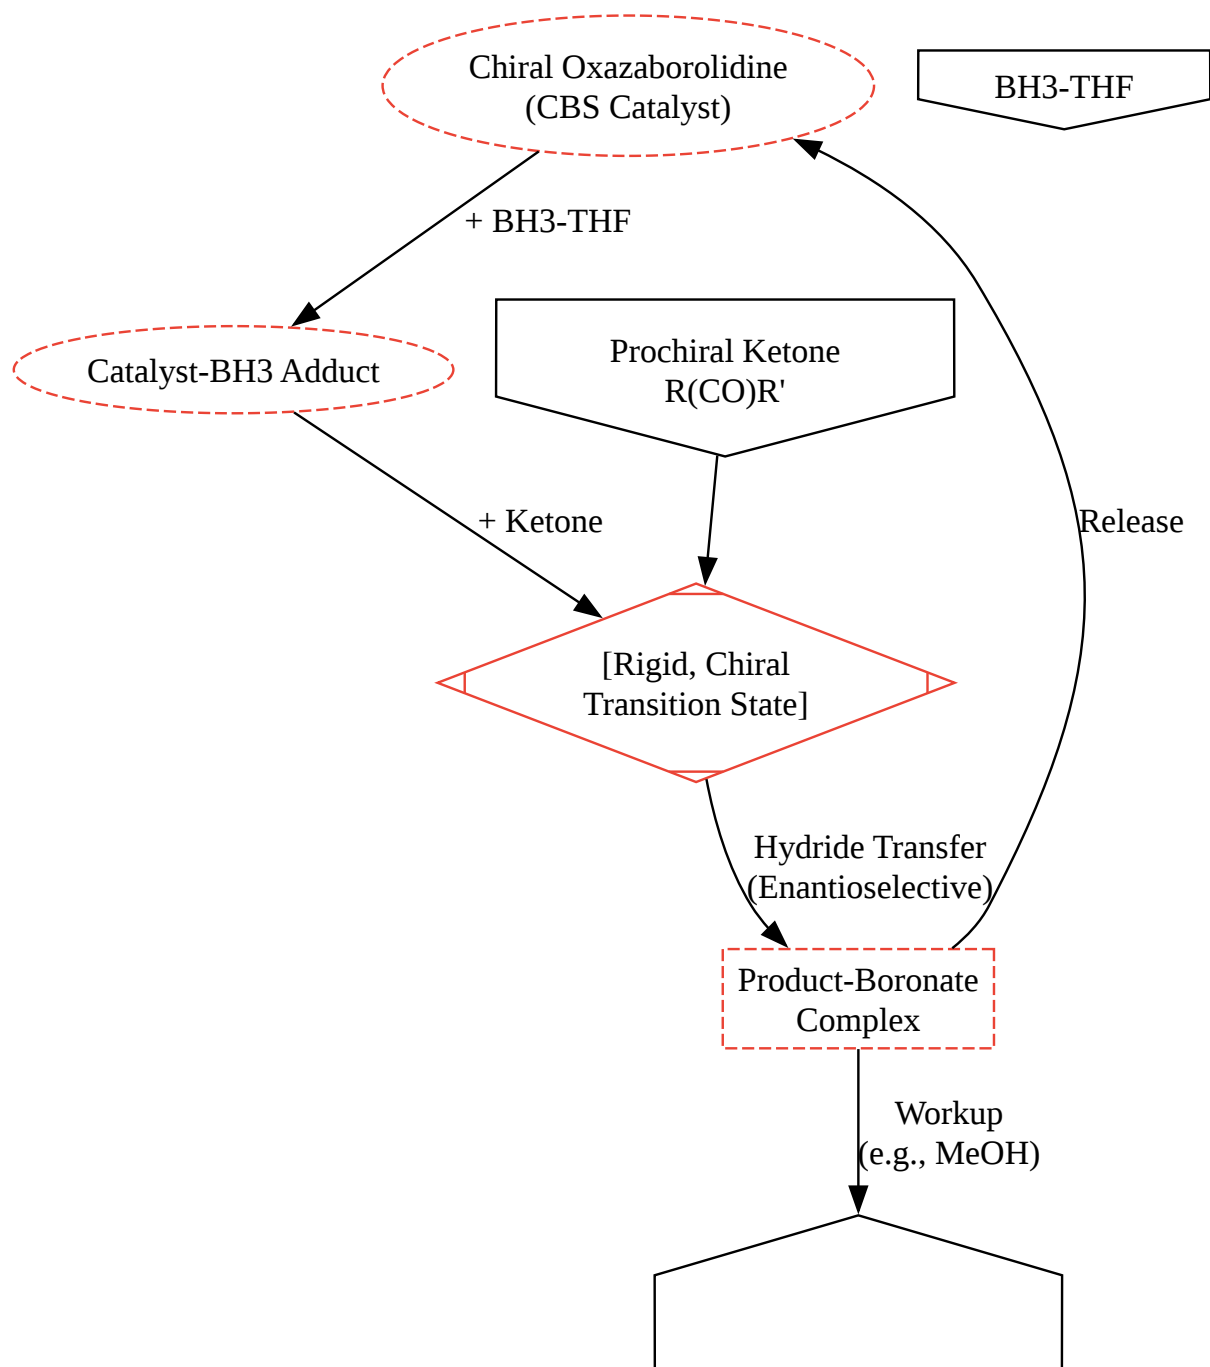 Chiral Oxazaborolidine
(CBS Catalyst)
BH3-THF
+ BH3-THF
Catalyst-BH3 Adduct
Prochiral Ketone
R(CO)R'
+ Ketone
Release
[Rigid, Chiral
Transition State]
Hydride Transfer
(Enantioselective)
Product-Boronate
Complex
Workup
(e.g., MeOH)